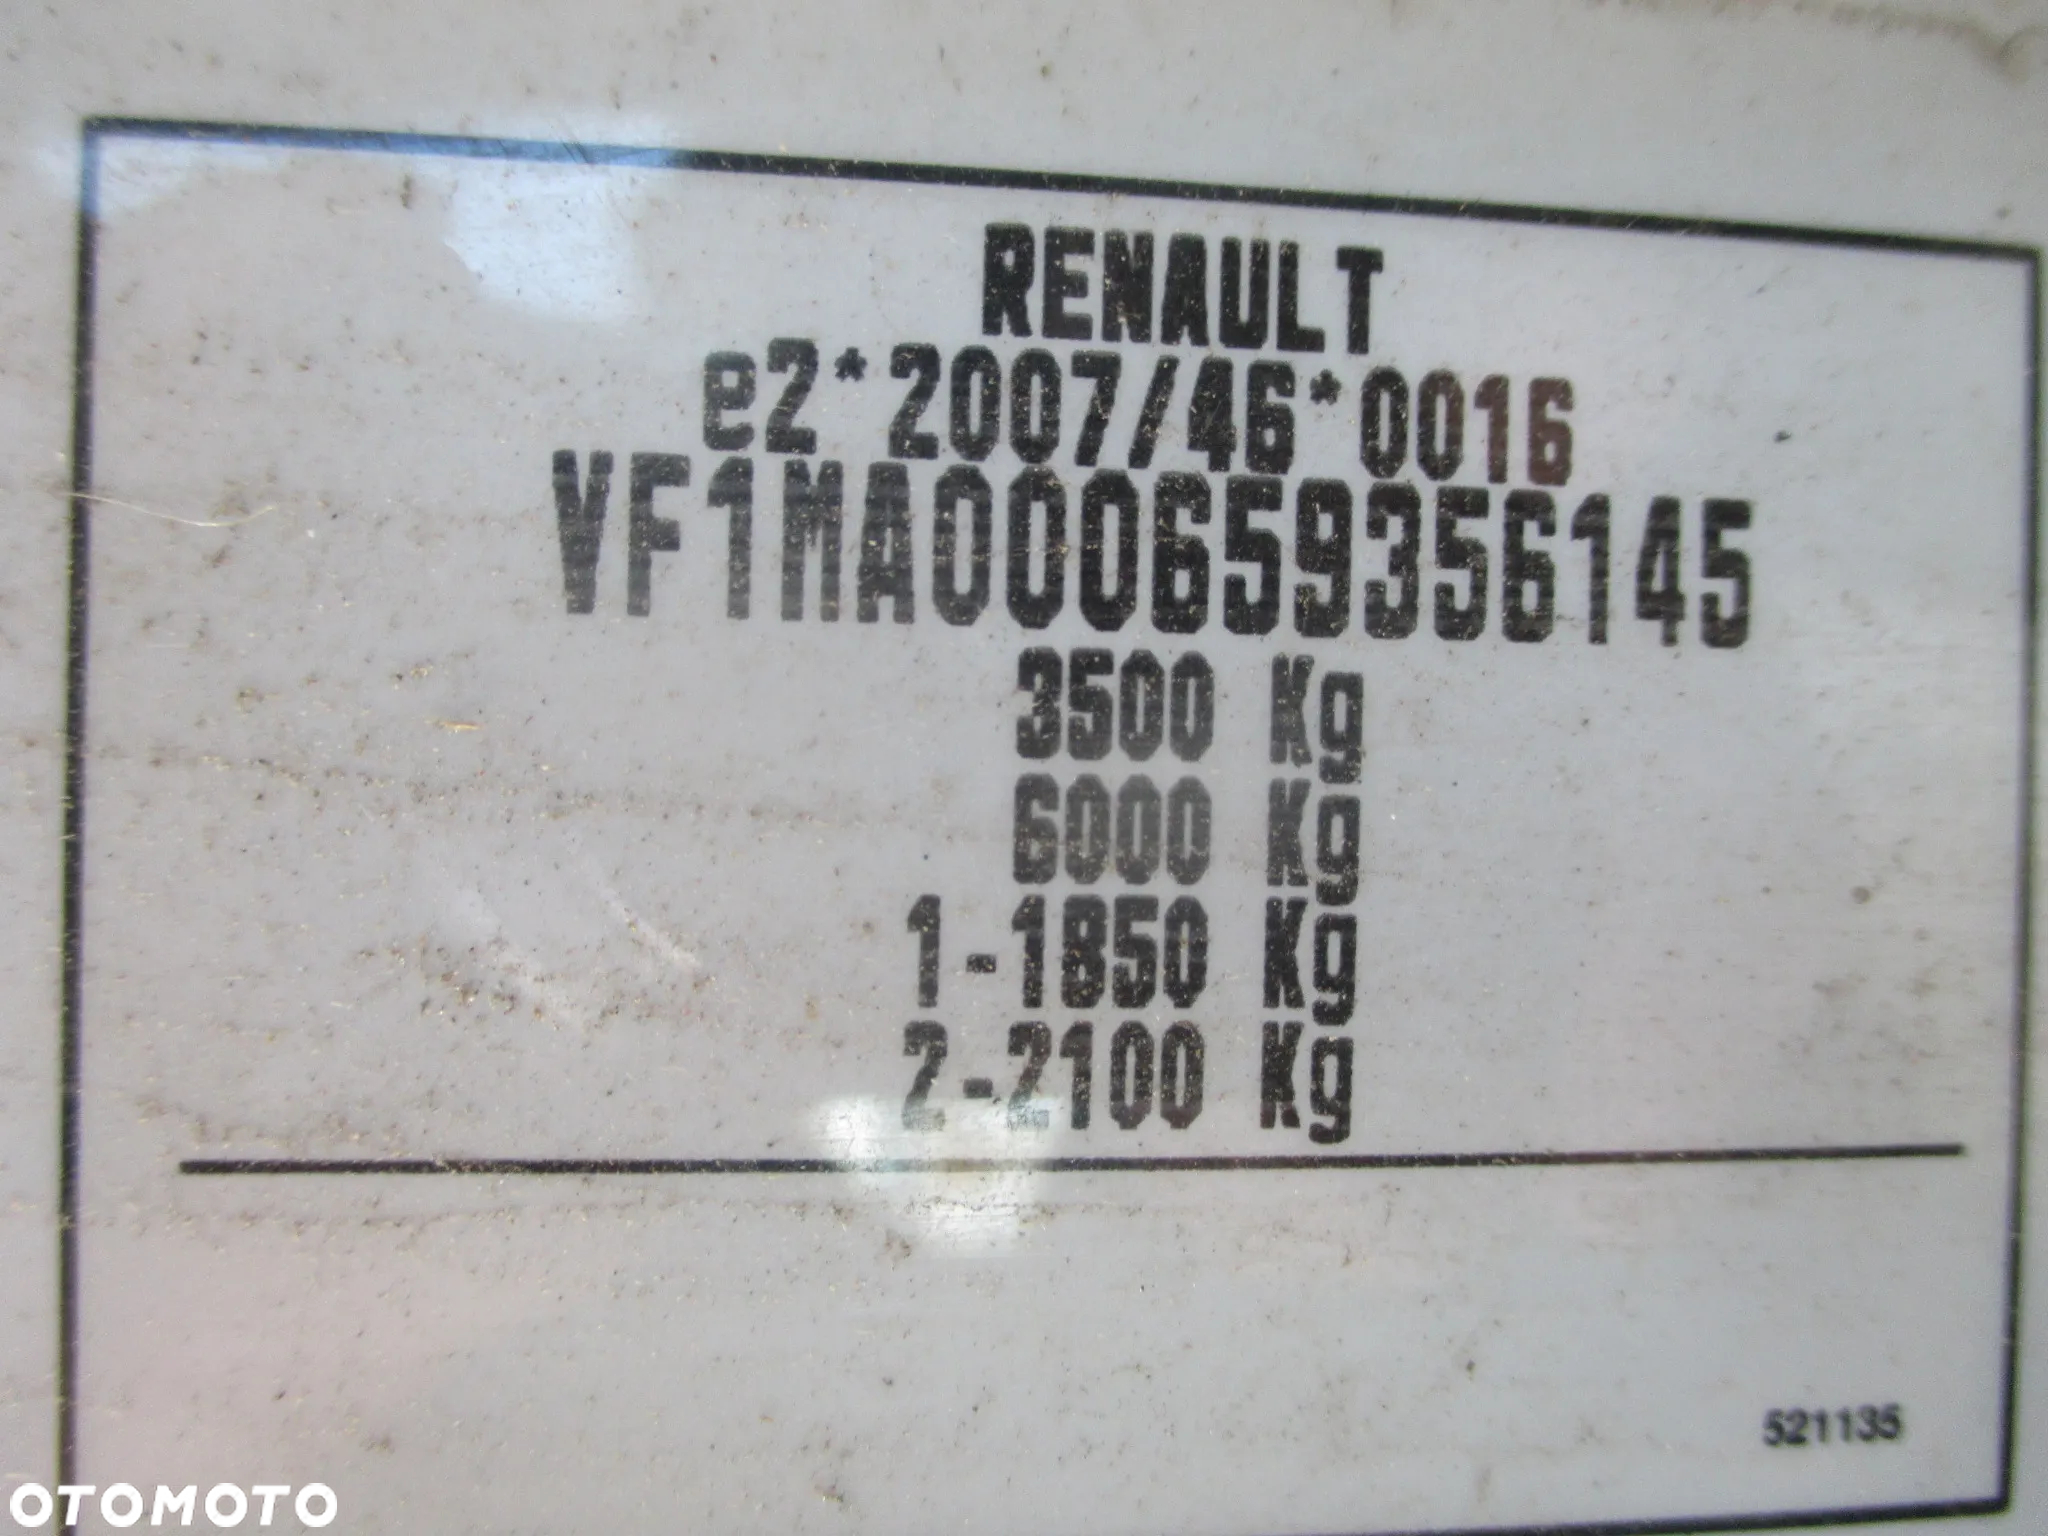 RENAULT
e2*2007/46*0016
VF1MA000659356145
3500 Kg
6000 Kg
1-1850 Kg
2-2100 Kg
521135
OTOMOTO